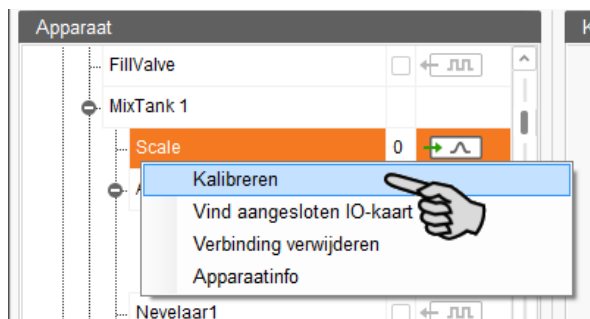 Apparaat
K
FillValve
MixTank 1
Scale 0
A
Kalibreren
Vind aangesloten IO-kaart
Verbinding verwijderen
Apparaatinfo
Nevelaar1